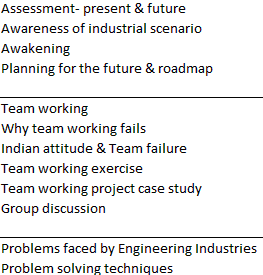 Assessment- present & future
Awareness of industrial scenario
Awakening
Planning for the future & roadmap
Team working
Why team working fails
Indian attitude & Team failure
Team working exercise
Team working project case study
Group discussion
Problems faced by Engineering Industries
Problem solving techniques